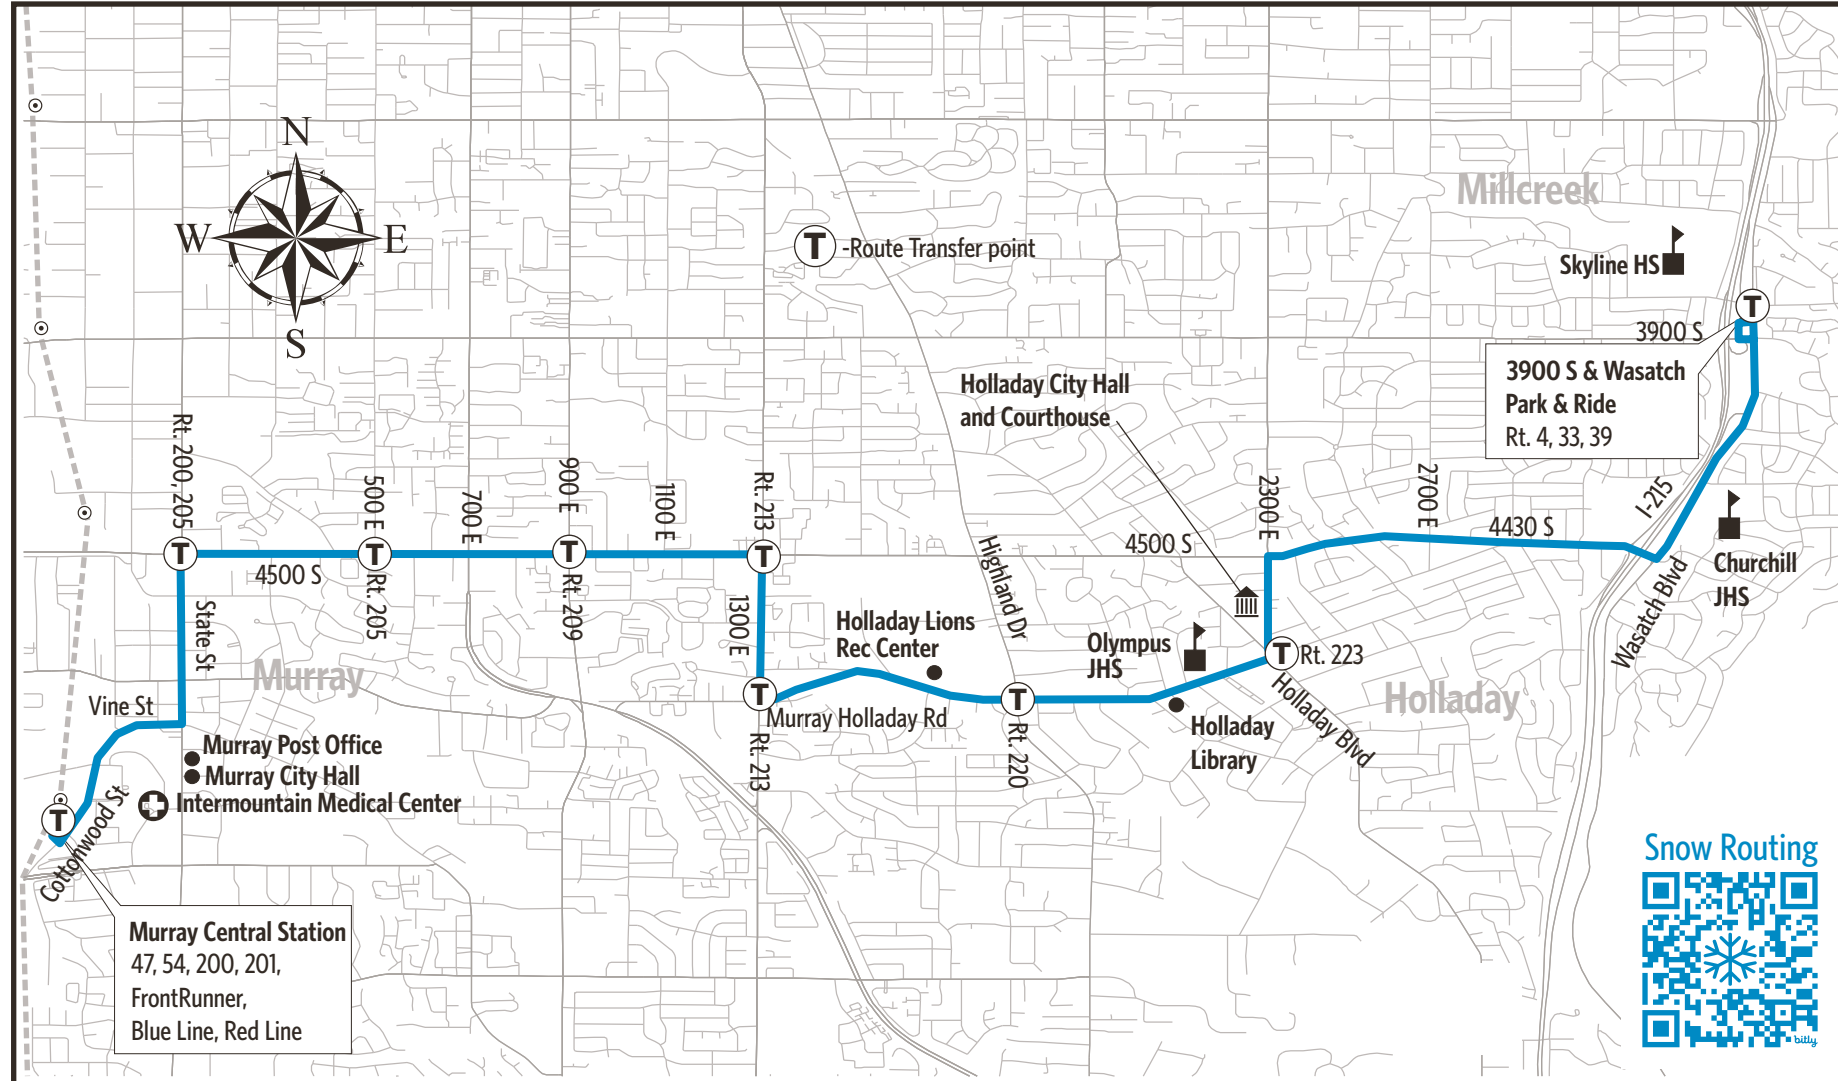 N
W
E
S
T
-Route Transfer point
Millcreek
Skyline HS
T
3900 S
3900 S & Wasatch
Park & Ride
Rt. 4, 33, 39
Holladay City Hall
and Courthouse
Rt. 200, 205
500 E
700 E
900 E
1100 E
Rt. 213
2300 E
2700 E
I-215
4430 S
4500 S
T
T
T
T
4500 S
Rt. 205
Rt. 209
1300 E
Highland Dr
Churchill
JHS
Wasatch Blvd
State St
Murray
Holladay Lions
Rec Center
Olympus
JHS
T
Rt. 223
Holladay Blvd
Holladay
T
T
Murray Holladay Rd
Rt. 213
Rt. 220
Holladay
Library
Vine St
Murray Post Office
Murray City Hall
Intermountain Medical Center
T
Cottonwood St
Murray Central Station
47, 54, 200, 201,
FrontRunner,
Blue Line, Red Line
Snow Routing
bitly